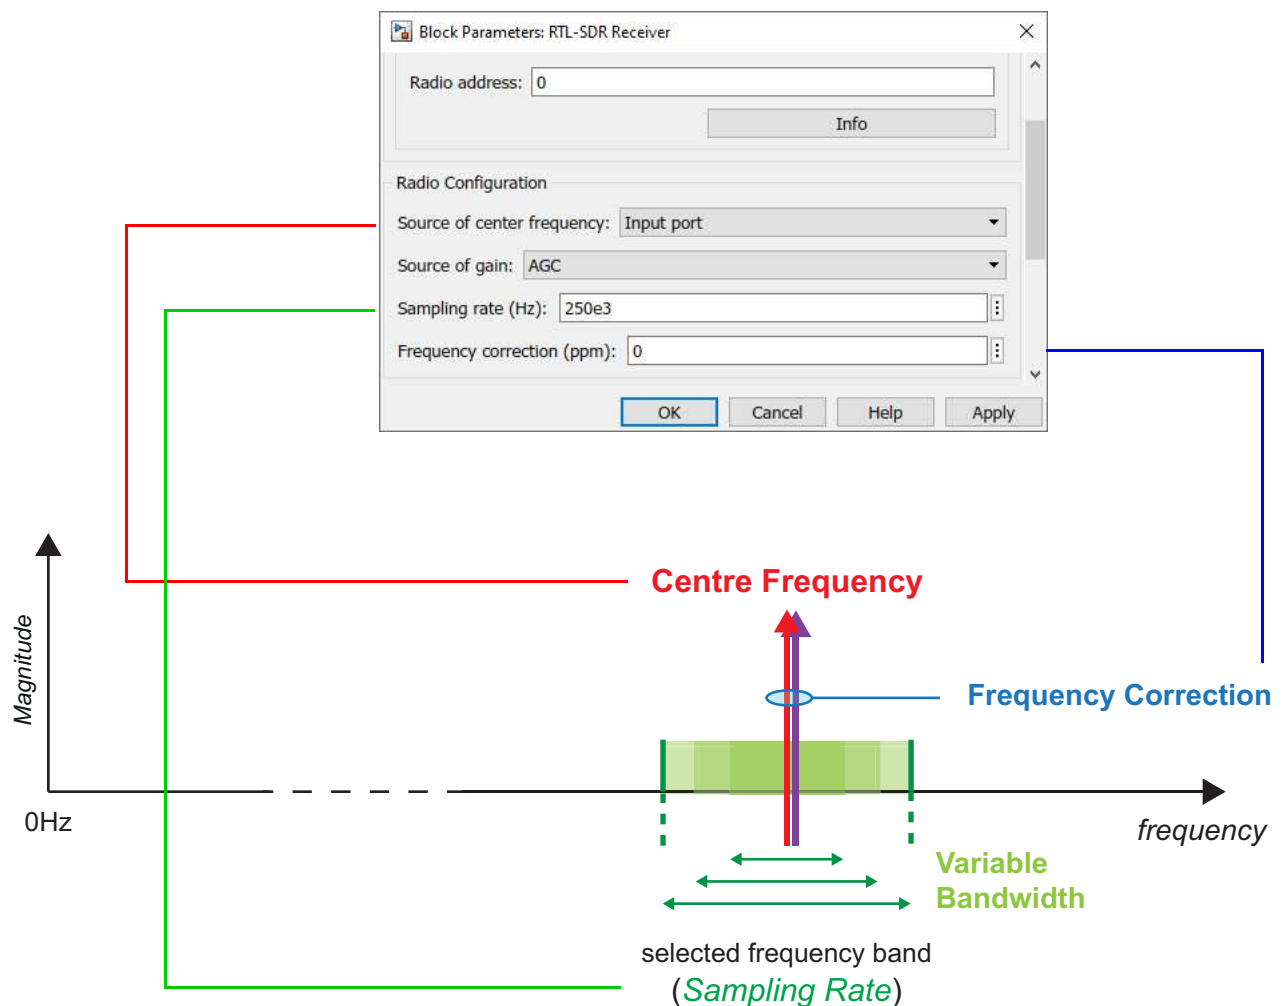 Block Parameters: RTL-SDR Receiver
Radio address: 0
Info
Radio Configuration
Source of center frequency: Input port
Source of gain: AGC
Sampling rate (Hz): 250e3
Frequency correction (ppm): 0
OK Cancel Help Apply
Centre Frequency
Magnitude
Frequency Correction
0Hz
frequency
Variable
Bandwidth
selected frequency band
(Sampling Rate)